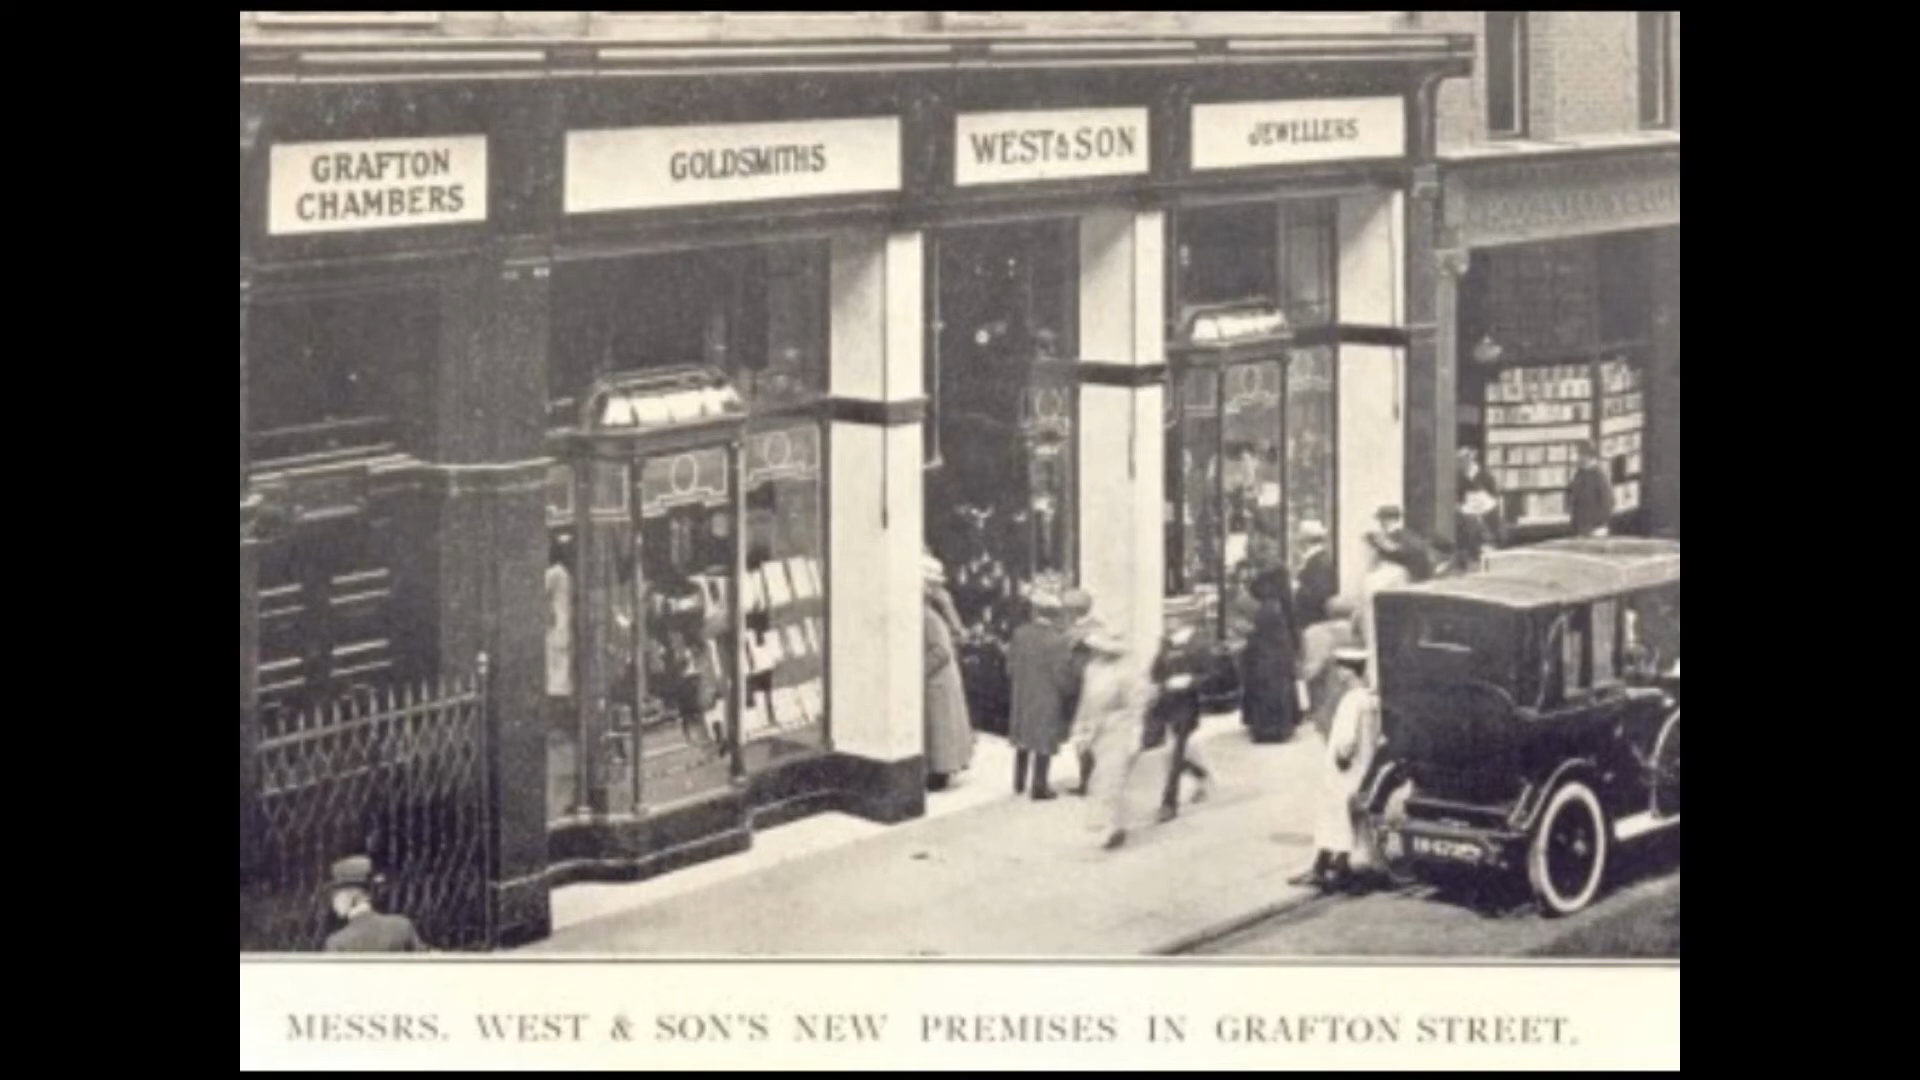 GRAFTON
CHAMBERS
GOLDSMITHS
WEST & SON
JEWELLERS
MESSRS. WEST & SON'S NEW PREMISES IN GRAFTON STREET.